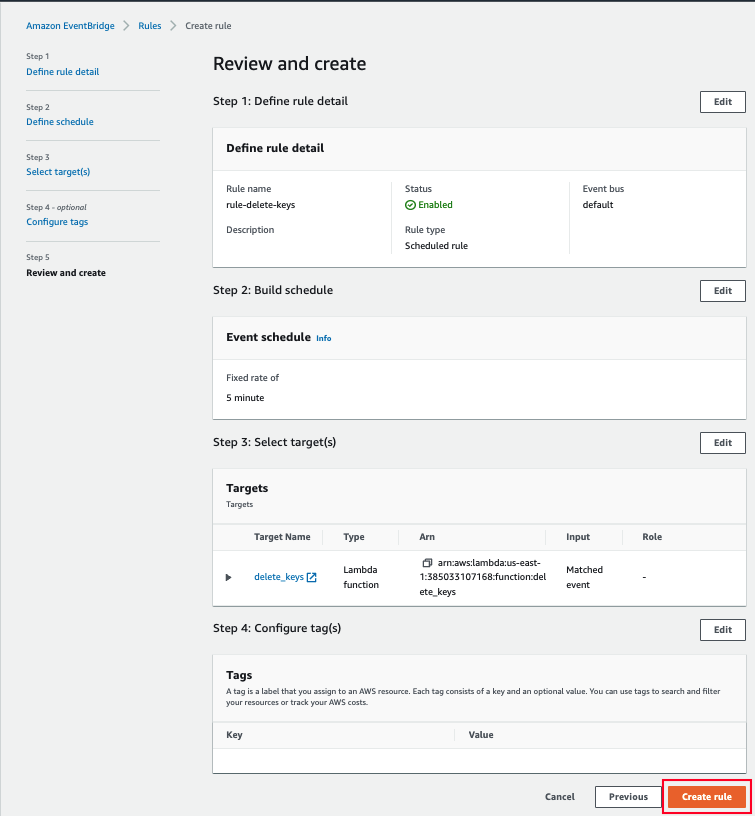 Amazon EventBridge > Rules > Create rule
Step 1
Define rule detail
Step 2
Define schedule
Step 3
Select target(s)
Step 4 - optional
Configure tags
Step 5
Review and create
Review and create
Step 1: Define rule detail
Edit
Define rule detail
Rule name
rule-delete-keys
Description
Status
Enabled
Rule type
Scheduled rule
Event bus
default
Step 2: Build schedule
Edit
Event schedule Info
Fixed rate of
5 minute
Step 3: Select target(s)
Edit
Targets
Targets
Target Name Type Arn Input Role
delete_keys
Lambda
function
arn:aws:lambda:us-east-
1:385033107168:function:del
ete_keys
Matched
event
-
Step 4: Configure tag(s)
Edit
Tags
A tag is a label that you assign to an AWS resource. Each tag consists of a key and an optional value. You can use tags to search and filter
your resources or track your AWS costs.
Key Value
Cancel Previous Create rule